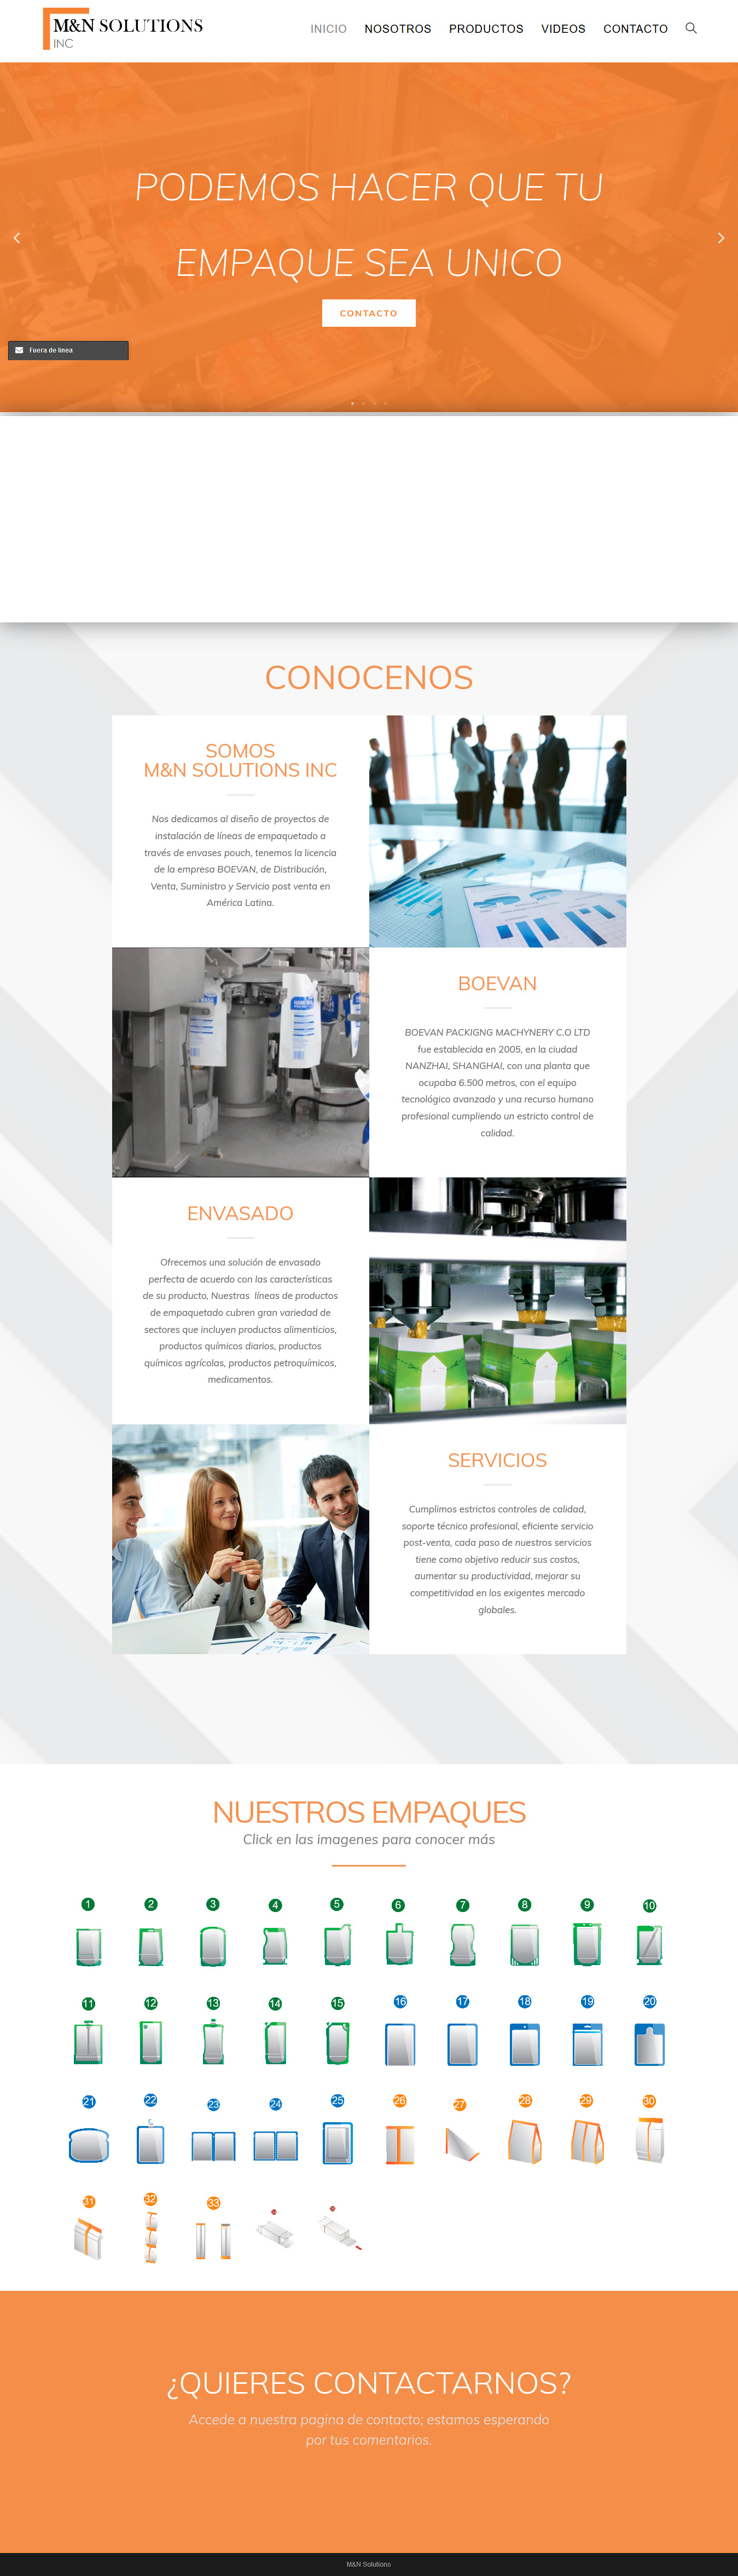 M&N SOLUTIONS
INC
INICIO NOSOTROS PRODUCTOS VIDEOS CONTACTO
PODEMOS HACER QUE TU
EMPAQUE SEA UNICO
CONTACTO
Fuera de línea
CONOCENOS
SOMOS
M&N SOLUTIONS INC
Nos dedicamos al diseño de proyectos de
instalación de líneas de empaquetado a
través de envases pouch, tenemos la licencia
de la empresa BOEVAN, de Distribución,
Venta, Suministro y Servicio post venta en
América Latina.
BOEVAN
BOEVAN PACKIGNG MACHYNERY C.O LTD
fue establecida en 2005, en la ciudad
NANZHAI, SHANGHAI, con una planta que
ocupaba 6.500 metros, con el equipo
tecnológico avanzado y una recurso humano
profesional cumpliendo un estricto control de
calidad.
ENVASADO
Ofrecemos una solución de envasado
perfecta de acuerdo con las características
de su producto, Nuestras líneas de productos
de empaquetado cubren gran variedad de
sectores que incluyen productos alimenticios,
productos químicos diarios, productos
químicos agrícolas, productos petroquímicos,
medicamentos.
SERVICIOS
Cumplimos estrictos controles de calidad,
soporte técnico profesional, eficiente servicio
post-venta, cada paso de nuestros servicios
tiene como objetivo reducir sus costos,
aumentar su productividad, mejorar su
competitividad en los exigentes mercado
globales.
NUESTROS EMPAQUES
Click en las imagenes para conocer más
1 2 3 4 5 6 7 8 9 10
11 12 13 14 15 16 17 18 19 20
21 22 23 24 25 26 27 28 29 30
31 32 33
¿QUIERES CONTACTARNOS?
Accede a nuestra pagina de contacto; estamos esperando
por tus comentarios.
M&N Solutions